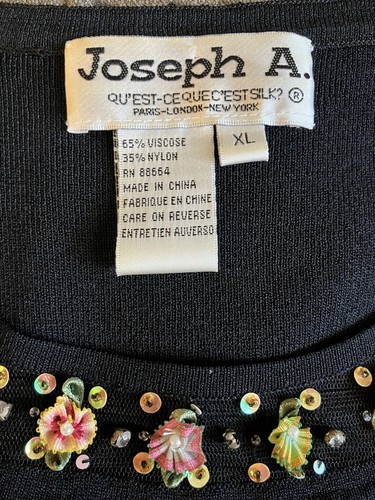 Joseph A.
QU'EST-CE QUE C'EST SILK? ®
PARIS-LONDON-NEW YORK
XL
65% VISCOSE
35% NYLON
RN 88664
MADE IN CHINA
FABRIQUE EN CHINE
CARE ON REVERSE
ENTRETIEN AUVERSO